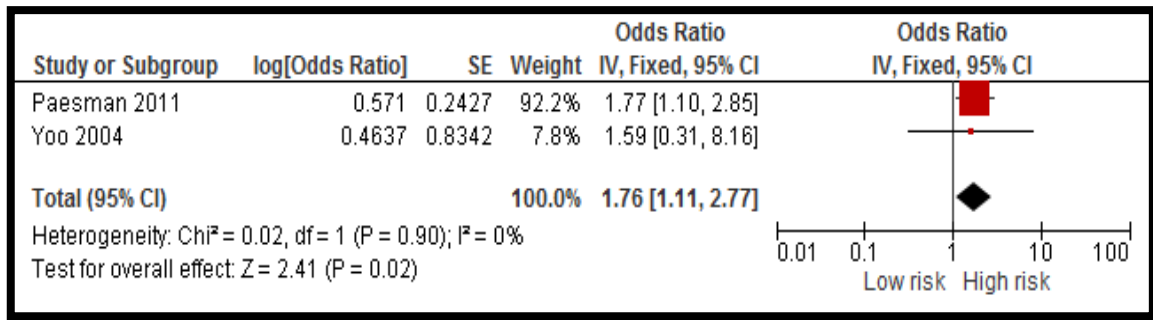 Odds Ratio Odds Ratio
Study or Subgroup log[Odds Ratio] SE Weight IV, Fixed, 95% CI IV, Fixed, 95% CI
Paesman 2011 0.571 0.2427 92.2% 1.77 [1.10, 2.85]
Yoo 2004 0.4637 0.8342 7.8% 1.59 [0.31, 8.16]
Total (95% CI) 100.0% 1.76 [1.11, 2.77]
Heterogeneity: Chi² = 0.02, df = 1 (P = 0.90); I² = 0%
Test for overall effect: Z = 2.41 (P = 0.02)
0.01 0.1 1 10 100
Low risk High risk